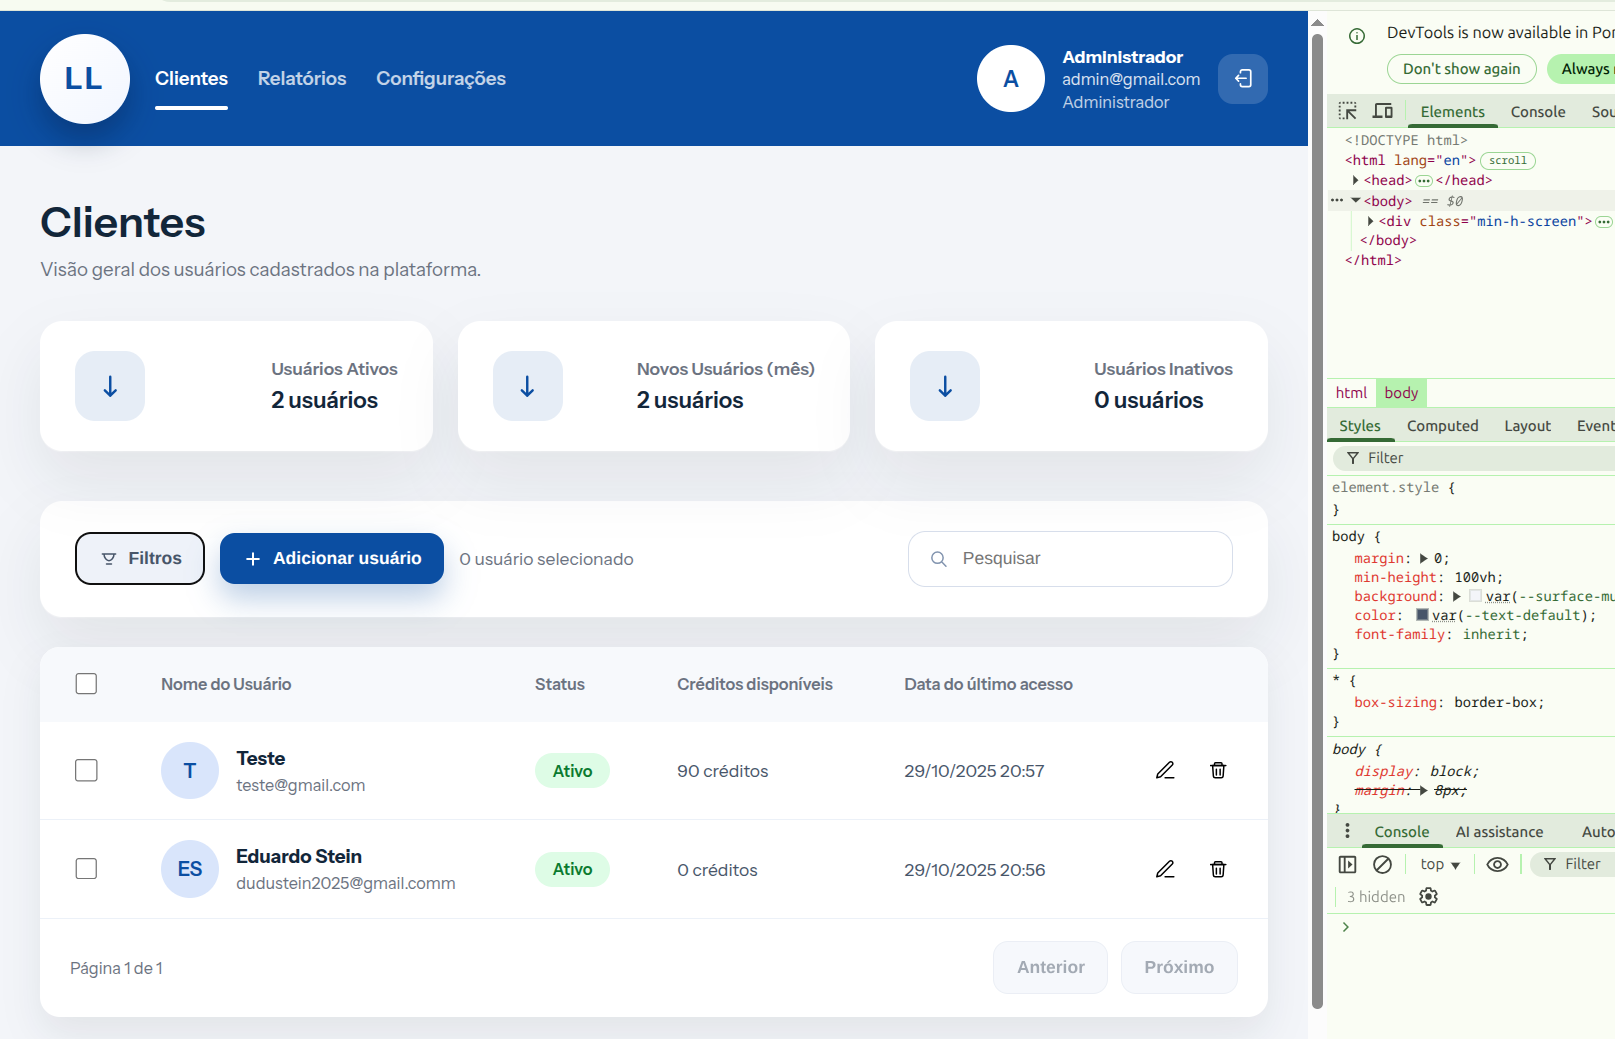 LL
Clientes
Relatórios
Configurações
A
Administrador
admin@gmail.com
Administrador
Clientes
Visão geral dos usuários cadastrados na plataforma.
Usuários Ativos
2 usuários
Novos Usuários (mês)
2 usuários
Usuários Inativos
0 usuários
Filtros
Adicionar usuário
0 usuário selecionado
Pesquisar
Nome do Usuário
Status
Créditos disponíveis
Data do último acesso
T
Teste
teste@gmail.com
Ativo
90 créditos
29/10/2025 20:57
ES
Eduardo Stein
dudustein2025@gmail.comm
Ativo
0 créditos
29/10/2025 20:56
Página 1 de 1
Anterior
Próximo
DevTools is now available in Por
Don't show again
Always
Elements
Console
Sou
<!DOCTYPE html>
<html lang="en">
scroll
<head> ••• </head>
••• <body> == $0
<div class="min-h-screen"> •••
</body>
</html>
html
body
Styles
Computed
Layout
Event
Filter
element.style {
}
body {
margin: 0;
min-height: 100vh;
background: var(--surface-mu
color: var(--text-default);
font-family: inherit;
}
* {
box-sizing: border-box;
}
body {
display: block;
margin: 8px;
}
Console
AI assistance
Auto
top
Filter
3 hidden